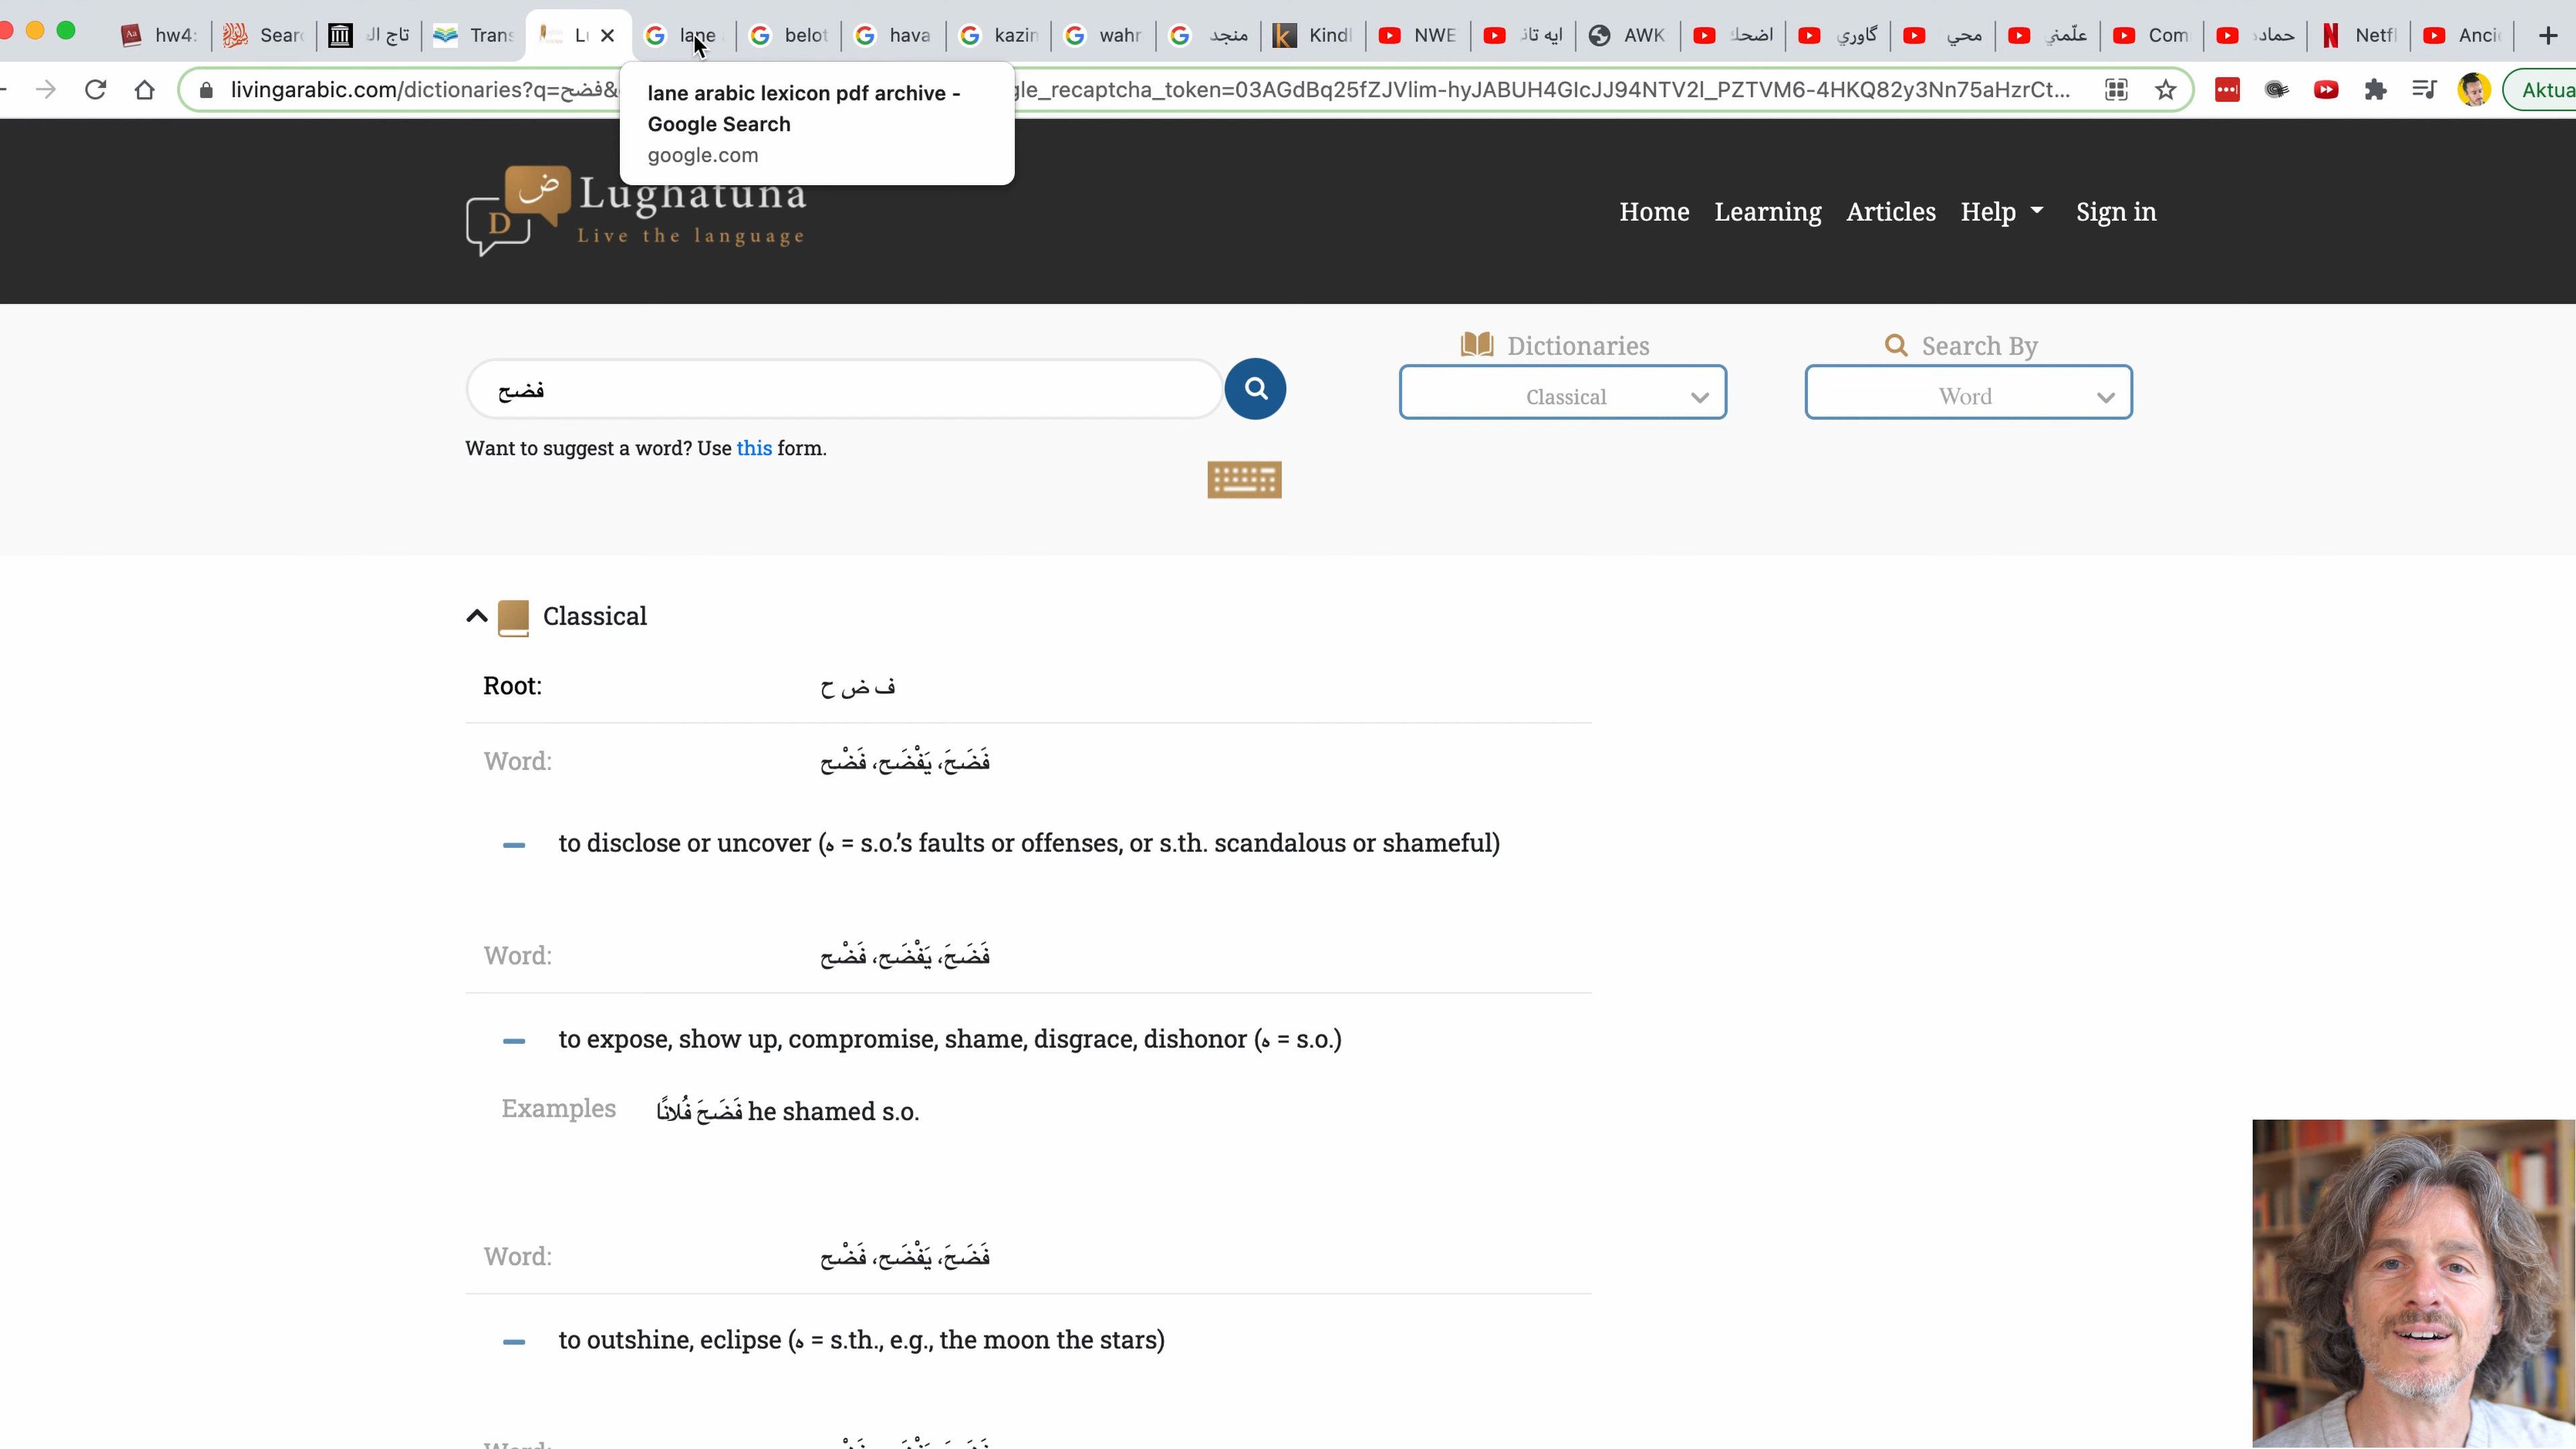 hw4:
Sear
تاج ال
Trans
Lu
lane
belot
hava
kazim
wahr
منجد
Kindl
NWE
ايه تانـ
AWK
اضحك
گاوري
محي
علّمني
Com
حماد
Netfl
Anci
livingarabic.com/dictionaries?q=فضح&
gle_recaptcha_token=03AGdBq25fZJVlim-hyJABUH4GIcJJ94NTV2I_PZTVM6-4HKQ82y3Nn75aHzrCt...
Aktua
lane arabic lexicon pdf archive -
Google Search
google.com
ض
D
Lughatuna
Live the language
Home Learning Articles Help Sign in
Dictionaries
Search By
فضح
Classical
Word
Want to suggest a word? Use this form.
Classical
Root: ف ض ح
Word: فَضَحَ، يَفْضَح، فَضْح
to disclose or uncover (ه = s.o.’s faults or offenses, or s.th. scandalous or shameful)
Word: فَضَحَ، يَفْضَح، فَضْح
to expose, show up, compromise, shame, disgrace, dishonor (ه = s.o.)
Examples فَضَحَ فُلانًا he shamed s.o.
Word: فَضَحَ، يَفْضَح، فَضْح
to outshine, eclipse (ه = s.th., e.g., the moon the stars)